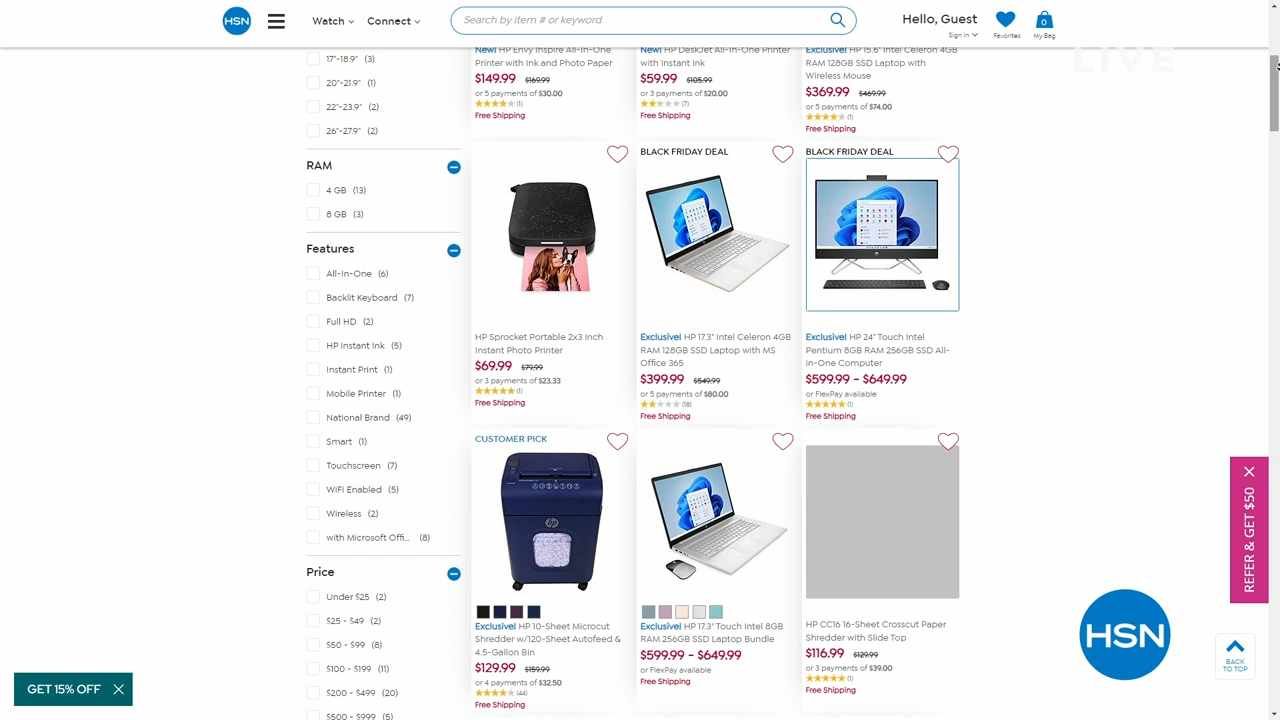 HSN
Watch
Connect
Search by item # or keyword
Hello, Guest
Sign In
Favorites
0
My Bag
LIVE
17"-18.9" (3)
20"-21.9" (1)
22"-23.9" (2)
26"-27.9" (2)
RAM
4 GB (13)
8 GB (3)
Features
All-In-One (6)
Backlit Keyboard (7)
Full HD (2)
HP Instant Ink (5)
Instant Print (1)
Mobile Printer (1)
National Brand (49)
Smart (1)
Touchscreen (7)
WiFi Enabled (5)
Wireless (2)
with Microsoft Offi... (8)
Price
Under $25 (2)
$25 - $49 (2)
$50 - $99 (8)
$100 - $199 (11)
$200 - $499 (20)
$500 - $999 (5)
New! HP Envy Inspire All-In-One
Printer with Ink and Photo Paper
$149.99 $169.99
or 5 payments of $30.00
(1)
Free Shipping
New! HP DeskJet All-In-One Printer
with Instant Ink
$59.99 $105.99
or 3 payments of $20.00
(7)
Free Shipping
Exclusive! HP 15.6" Intel Celeron 4GB
RAM 128GB SSD Laptop with
Wireless Mouse
$369.99 $469.99
or 5 payments of $74.00
(1)
Free Shipping
HP Sprocket Portable 2x3 Inch
Instant Photo Printer
$69.99 $79.99
or 3 payments of $23.33
(1)
Free Shipping
BLACK FRIDAY DEAL
Exclusive! HP 17.3" Intel Celeron 4GB
RAM 128GB SSD Laptop with MS
Office 365
$399.99 $549.99
or 5 payments of $80.00
(18)
Free Shipping
BLACK FRIDAY DEAL
Exclusive! HP 24" Touch Intel
Pentium 8GB RAM 256GB SSD All-
in-One Computer
$599.99 - $649.99
or FlexPay available
(1)
Free Shipping
CUSTOMER PICK
hp
Exclusive! HP 10-Sheet Microcut
Shredder w/120-Sheet Autofeed &
4.5-Gallon Bin
$129.99 $159.99
or 4 payments of $32.50
(44)
Free Shipping
Exclusive! HP 17.3" Touch Intel 8GB
RAM 256GB SSD Laptop Bundle
$599.99 - $649.99
or FlexPay available
Free Shipping
HP CC16 16-Sheet Crosscut Paper
Shredder with Slide Top
$116.99 $129.99
or 3 payments of $39.00
(1)
Free Shipping
REFER & GET $50
HSN
BACK
TO TOP
GET 15% OFF